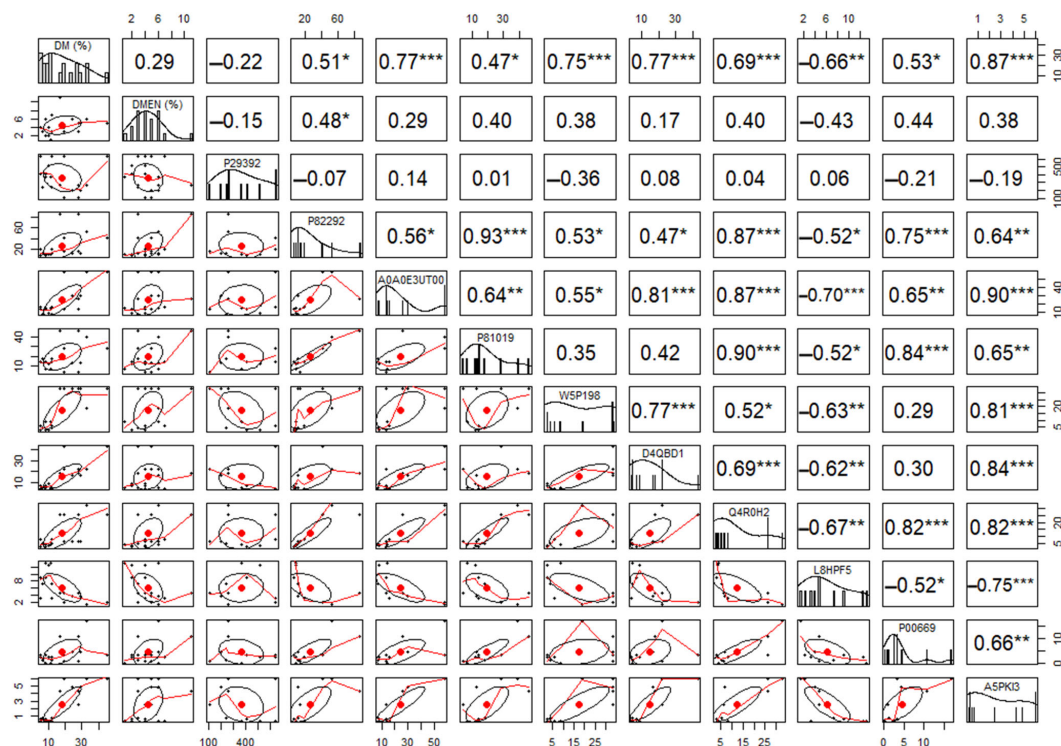 2 6 10 20 60 10 30 10 30 2 6 10 1 3 5
DM (%) 0.29 −0.22 0.51* 0.77*** 0.47* 0.75*** 0.77*** 0.69*** −0.66** 0.53* 0.87*** 10 30
2 6 DMEN (%) −0.15 0.48* 0.29 0.40 0.38 0.17 0.40 −0.43 0.44 0.38
P29392 −0.07 0.14 0.01 −0.36 0.08 0.04 0.06 −0.21 −0.19 100 500
20 60 P82292 0.56* 0.93*** 0.53* 0.47* 0.87*** −0.52* 0.75*** 0.64**
A0A0E3UT00 0.64** 0.55* 0.81*** 0.87*** −0.70*** 0.65** 0.90*** 10 40
10 40 P81019 0.35 0.42 0.90*** −0.52* 0.84*** 0.65**
W5P198 0.77*** 0.52* −0.63** 0.29 0.81*** 5 20
10 30 D4QBD1 0.69*** −0.62** 0.30 0.84***
Q4R0H2 −0.67** 0.82*** 0.82*** 5 20
2 8 L8HPF5 −0.52* −0.75***
P00669 0.66** 0 10
1 3 5 A5PKI3
10 30 100 400 10 30 50 5 15 25 5 15 25 0 5 10